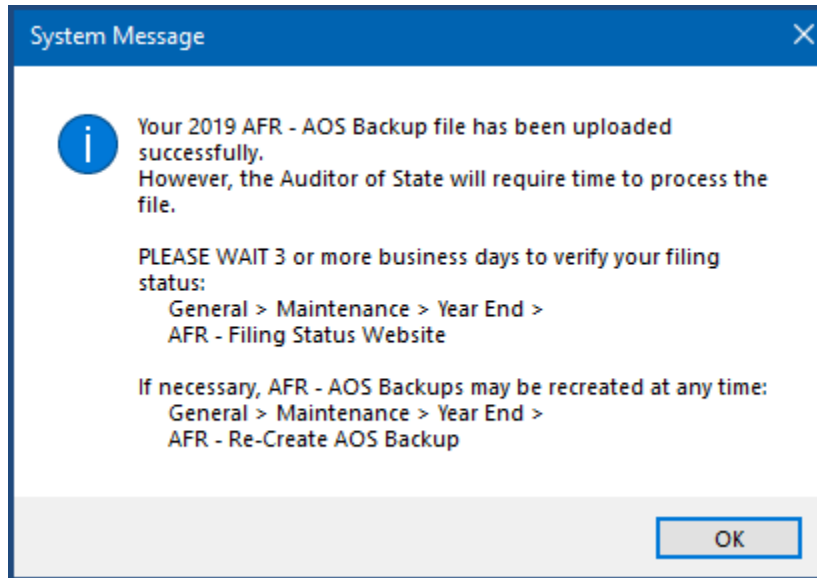 System Message
Your 2019 AFR - AOS Backup file has been uploaded
successfully.
However, the Auditor of State will require time to process the
file.
PLEASE WAIT 3 or more business days to verify your filing
status:
General > Maintenance > Year End >
AFR - Filing Status Website
If necessary, AFR - AOS Backups may be recreated at any time:
General > Maintenance > Year End >
AFR - Re-Create AOS Backup
OK